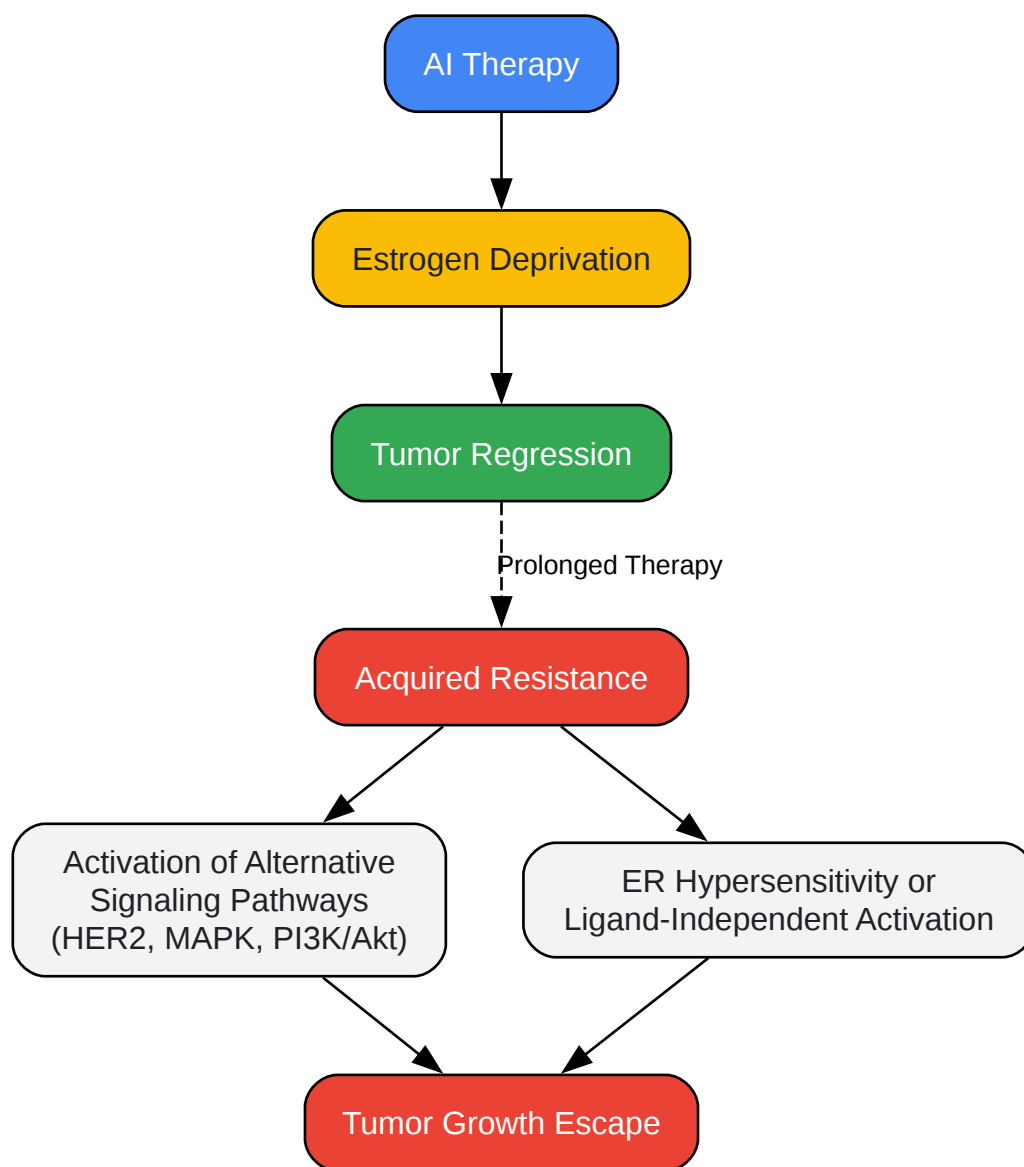 AI Therapy
Estrogen Deprivation
Tumor Regression
Prolonged Therapy
Acquired Resistance
Activation of Alternative
Signaling Pathways
(HER2, MAPK, PI3K/Akt)
ER Hypersensitivity or
Ligand-Independent Activation
Tumor Growth Escape